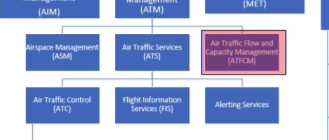 Management
(AIM)
Management
(ATM)
(MET)
Airspace Management
(ASM)
Air Traffic Services
(ATS)
Air Traffic Flow and
Capacity Management
(ATFCM)
Air Traffic Control
(ATC)
Flight Information
Services (FIS)
Alerting Services